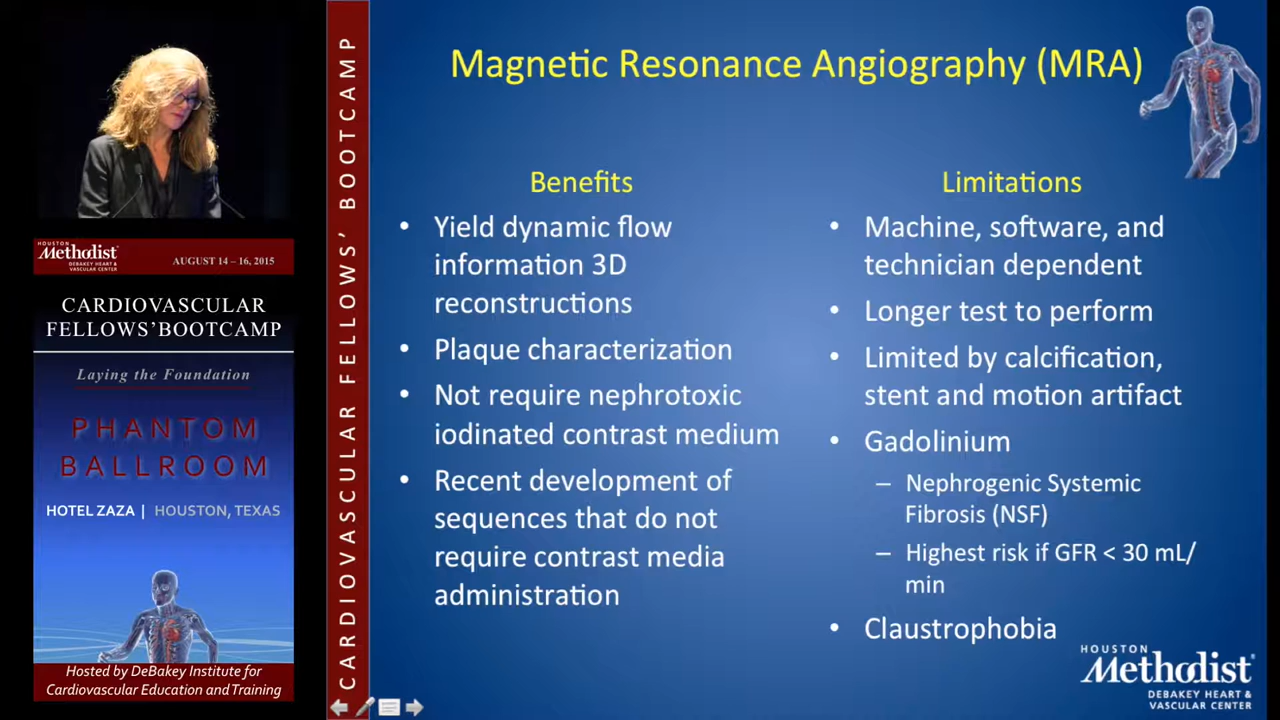 Magnetic Resonance Angiography (MRA)
Benefits
• Yield dynamic flow
information 3D
reconstructions
• Plaque characterization
• Not require nephrotoxic
iodinated contrast medium
• Recent development of
sequences that do not
require contrast media
administration
Limitations
• Machine, software, and
technician dependent
• Longer test to perform
• Limited by calcification,
stent and motion artifact
• Gadolinium
– Nephrogenic Systemic
Fibrosis (NSF)
– Highest risk if GFR < 30 mL/
min
• Claustrophobia
HOUSTON
Methodist
DEBAKEY HEART &
VASCULAR CENTER
CARDIOVASCULAR FELLOWS' BOOTCAMP
HOUSTON
Methodist
DEBAKEY HEART &
VASCULAR CENTER
AUGUST 14 – 16, 2015
CARDIOVASCULAR
FELLOWS'BOOTCAMP
Laying the Foundation
PHANTOM
BALLROOM
HOTEL ZAZA | HOUSTON, TEXAS
Hosted by DeBakey Institute for
Cardiovascular Education and Training